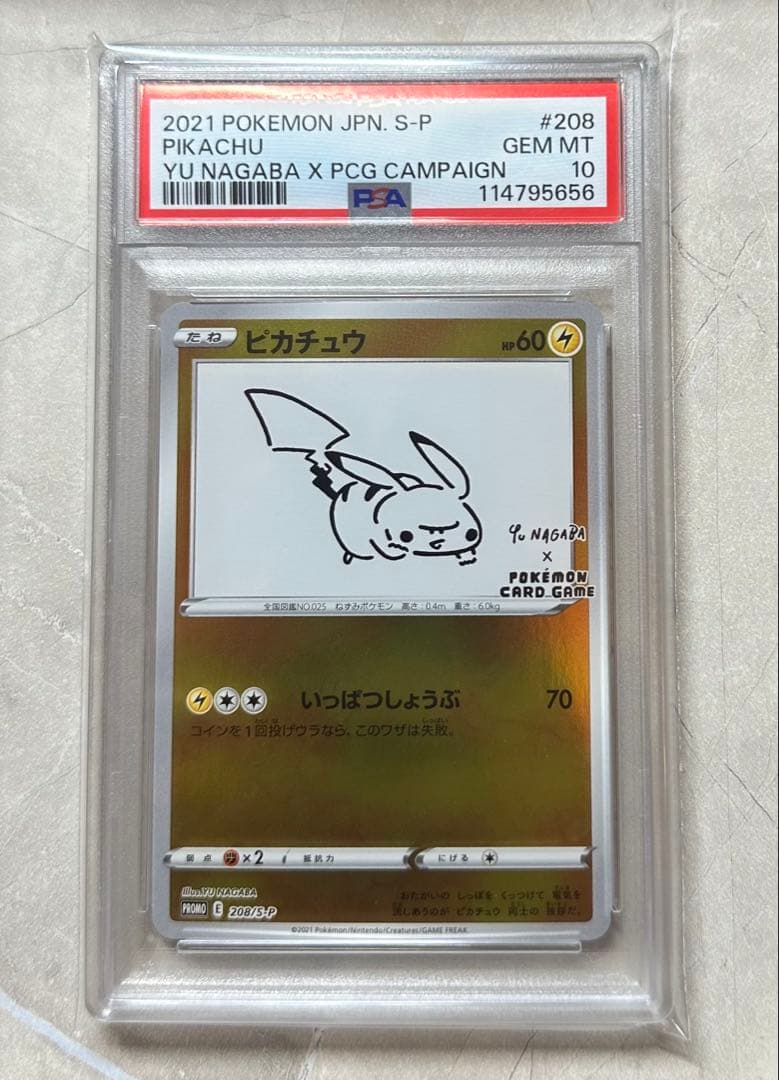 2021 POKEMON JPN. S-P #208
PIKACHU GEM MT
YU NAGABA X PCG CAMPAIGN 10
PSA 114795656
たね ピカチュウ HP60
YU NAGABA
X
POKÉMON
CARD GAME
全国図鑑NO.025 ねずみポケモン 高さ:0.4m 重さ:6.0kg
いっぱつしょうぶ 70
コインを1回投げウラなら、このワザは失敗。
弱点 ×2 抵抗力 にげる
illus.YU NAGABA
PROMO E 208/S-P
おたがいの しっぽを くっつけて 電気を
流しあうのが ピカチュウ 同士の 挨拶だ。
©2021 Pokémon/Nintendo/Creatures/GAME FREAK